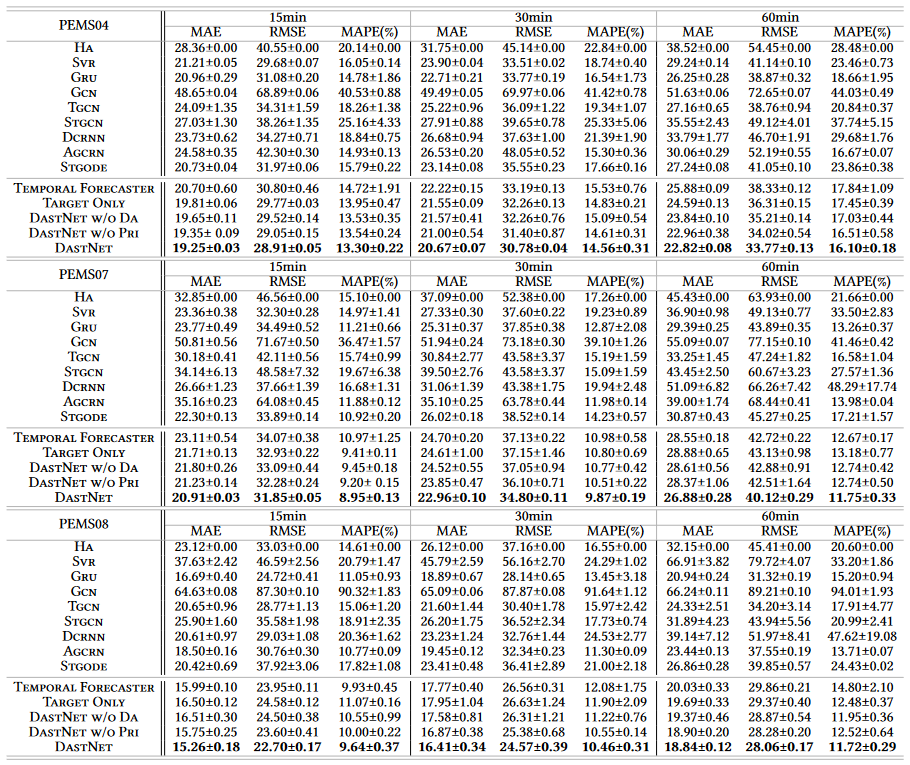 PEMS04 15min 30min 60min
MAE RMSE MAPE(%) MAE RMSE MAPE(%) MAE RMSE MAPE(%)
HA 28.36±0.00 40.55±0.00 20.14±0.00 31.75±0.00 45.14±0.00 22.84±0.00 38.52±0.00 54.45±0.00 28.48±0.00
SVR 21.21±0.05 29.68±0.07 16.05±0.14 23.90±0.04 33.51±0.02 18.74±0.40 29.24±0.14 41.14±0.10 23.46±0.73
GRU 20.96±0.29 31.08±0.20 14.78±1.86 22.71±0.21 33.77±0.19 16.54±1.73 26.25±0.28 38.87±0.32 18.66±1.95
GCN 48.65±0.04 68.89±0.06 40.53±0.88 49.49±0.05 69.97±0.06 41.42±0.78 51.63±0.06 72.65±0.07 44.03±0.49
TGCN 24.09±1.35 34.31±1.59 18.26±1.38 25.22±0.96 36.09±1.22 19.34±1.07 27.16±0.65 38.76±0.94 20.84±0.37
STGCN 27.03±1.30 38.26±1.35 25.16±4.33 27.91±0.88 39.65±0.78 25.33±5.06 35.55±2.43 49.12±4.01 37.74±5.15
DCRNN 23.73±0.62 34.27±0.71 18.84±0.75 26.68±0.94 37.63±1.00 21.39±1.90 33.79±1.77 46.70±1.91 29.68±1.76
AGCRN 24.58±0.35 42.30±0.30 14.93±0.13 26.53±0.20 48.05±0.52 15.30±0.36 30.06±0.29 52.19±0.55 16.67±0.07
STGODE 20.73±0.04 31.97±0.06 15.79±0.22 23.14±0.08 35.55±0.23 17.66±0.16 27.24±0.08 41.05±0.10 23.86±0.38
TEMPORAL FORECASTER 20.70±0.60 30.80±0.46 14.72±1.91 22.22±0.15 33.19±0.13 15.53±0.76 25.88±0.09 38.33±0.12 17.84±1.09
TARGET ONLY 19.81±0.06 29.77±0.03 13.95±0.47 21.55±0.09 32.26±0.13 14.83±0.21 24.59±0.13 36.31±0.15 17.45±0.39
DASTNET W/O DA 19.65±0.11 29.52±0.14 13.53±0.35 21.57±0.41 32.26±0.76 15.09±0.54 23.84±0.10 35.21±0.14 17.03±0.44
DASTNET W/O PRI 19.35± 0.09 29.05±0.15 13.54±0.24 21.00±0.54 31.40±0.87 14.61±0.31 22.96±0.38 38.02±0.54 16.51±0.58
DASTNET 19.25±0.03 28.91±0.05 13.30±0.22 20.67±0.07 30.78±0.04 14.56±0.31 22.82±0.08 33.77±0.13 16.10±0.18
PEMS07 15min 30min 60min
MAE RMSE MAPE(%) MAE RMSE MAPE(%) MAE RMSE MAPE(%)
HA 32.85±0.00 46.56±0.00 15.10±0.00 37.09±0.00 52.38±0.00 17.26±0.00 45.43±0.00 63.93±0.00 21.66±0.00
SVR 23.36±0.38 32.30±0.28 14.97±1.41 27.33±0.30 37.60±0.22 19.23±0.89 36.90±0.98 49.13±0.77 33.50±2.83
GRU 23.77±0.49 34.49±0.52 11.21±0.66 25.31±0.37 37.85±0.38 12.87±2.08 29.39±0.25 43.89±0.35 13.26±0.37
GCN 50.81±0.56 71.67±0.50 36.47±1.57 51.94±0.24 73.18±0.30 39.10±1.26 55.09±0.07 77.15±0.10 41.46±0.42
TGCN 30.18±0.41 42.11±0.56 15.74±0.99 30.84±2.77 43.58±3.37 15.19±1.59 33.25±1.45 47.24±1.82 16.58±1.04
STGCN 34.14±6.13 48.58±7.32 19.67±6.38 39.50±2.76 43.58±3.37 15.09±1.59 43.45±2.50 60.67±3.23 27.57±1.36
DCRNN 26.66±1.23 37.66±1.39 16.68±1.31 31.06±1.39 43.38±1.75 19.94±2.48 51.09±6.82 66.26±7.42 48.29±17.74
AGCRN 35.16±0.23 64.08±0.45 11.88±0.12 35.10±0.25 63.78±0.44 11.98±0.14 39.00±1.74 68.44±0.41 13.98±0.04
STGODE 22.30±0.13 33.89±0.14 10.92±0.20 26.02±0.18 38.52±0.14 14.23±0.57 30.87±0.43 45.27±0.25 17.21±1.57
TEMPORAL FORECASTER 23.11±0.54 34.07±0.38 10.97±1.25 24.70±0.20 37.13±0.22 10.98±0.58 28.55±0.18 42.72±0.22 12.67±0.17
TARGET ONLY 21.71±0.13 32.93±0.22 9.41±0.11 24.61±1.00 37.15±1.46 10.80±0.69 28.88±0.65 43.13±0.98 13.18±0.77
DASTNET W/O DA 21.80±0.26 33.09±0.44 9.45±0.18 24.52±0.55 37.05±0.94 10.77±0.42 28.61±0.56 42.88±0.91 12.74±0.42
DASTNET W/O PRI 21.23±0.14 32.28±0.24 9.20± 0.15 23.85±0.47 36.10±0.71 10.51±0.22 28.37±1.06 42.51±1.64 12.74±0.50
DASTNET 20.91±0.03 31.85±0.05 8.95±0.13 22.96±0.10 34.80±0.11 9.87±0.19 26.88±0.28 40.12±0.29 11.75±0.33
PEMS08 15min 30min 60min
MAE RMSE MAPE(%) MAE RMSE MAPE(%) MAE RMSE MAPE(%)
HA 23.12±0.00 33.03±0.00 14.61±0.00 26.12±0.00 37.16±0.00 16.55±0.00 32.15±0.00 45.41±0.00 20.60±0.00
SVR 37.63±2.42 46.59±2.56 20.79±1.47 45.79±2.59 56.16±2.70 24.29±1.02 66.91±3.82 79.72±4.07 33.20±1.86
GRU 16.69±0.40 24.72±0.41 11.05±0.93 18.89±0.67 28.14±0.65 13.45±3.18 20.94±0.24 31.32±0.19 15.20±0.94
GCN 64.63±0.08 87.30±0.10 90.32±1.83 65.09±0.06 87.87±0.08 91.64±1.12 66.24±0.11 89.21±0.10 94.01±1.93
TGCN 20.65±0.96 28.77±1.13 15.06±1.20 21.60±1.44 30.40±1.78 15.97±2.42 24.33±2.51 34.20±3.14 17.91±4.77
STGCN 25.90±1.60 35.58±1.98 18.91±2.35 26.20±1.75 36.52±2.34 17.73±0.74 31.89±4.23 43.94±5.56 20.99±2.41
DCRNN 20.61±0.97 29.03±1.08 20.36±1.62 23.23±1.24 32.76±1.44 24.53±2.77 39.14±7.12 51.97±8.41 47.62±19.08
AGCRN 18.50±0.16 30.76±0.30 10.77±0.09 19.45±0.12 32.34±0.23 11.30±0.09 23.44±0.13 37.55±0.19 13.71±0.07
STGODE 20.42±0.69 37.92±3.06 17.82±1.08 23.41±0.48 36.41±2.89 21.00±2.18 26.86±0.28 39.85±0.57 24.43±0.02
TEMPORAL FORECASTER 15.99±0.10 23.95±0.11 9.93±0.45 17.77±0.40 26.56±0.31 12.08±1.75 20.03±0.33 29.86±0.21 14.80±2.10
TARGET ONLY 16.50±0.12 24.58±0.12 11.07±0.16 17.95±1.04 26.63±1.24 11.90±2.09 19.69±0.33 29.37±0.40 12.48±0.37
DASTNET W/O DA 16.51±0.30 24.50±0.38 10.55±0.99 17.58±0.81 26.31±1.21 11.22±0.76 19.37±0.46 28.87±0.54 11.95±0.36
DASTNET W/O PRI 15.75±0.25 23.60±0.41 10.00±0.22 16.87±0.38 25.38±0.68 10.55±0.14 18.90±0.20 28.28±0.20 12.52±0.64
DASTNET 15.26±0.18 22.70±0.17 9.64±0.37 16.41±0.34 24.57±0.39 10.46±0.31 18.84±0.12 28.06±0.17 11.72±0.29